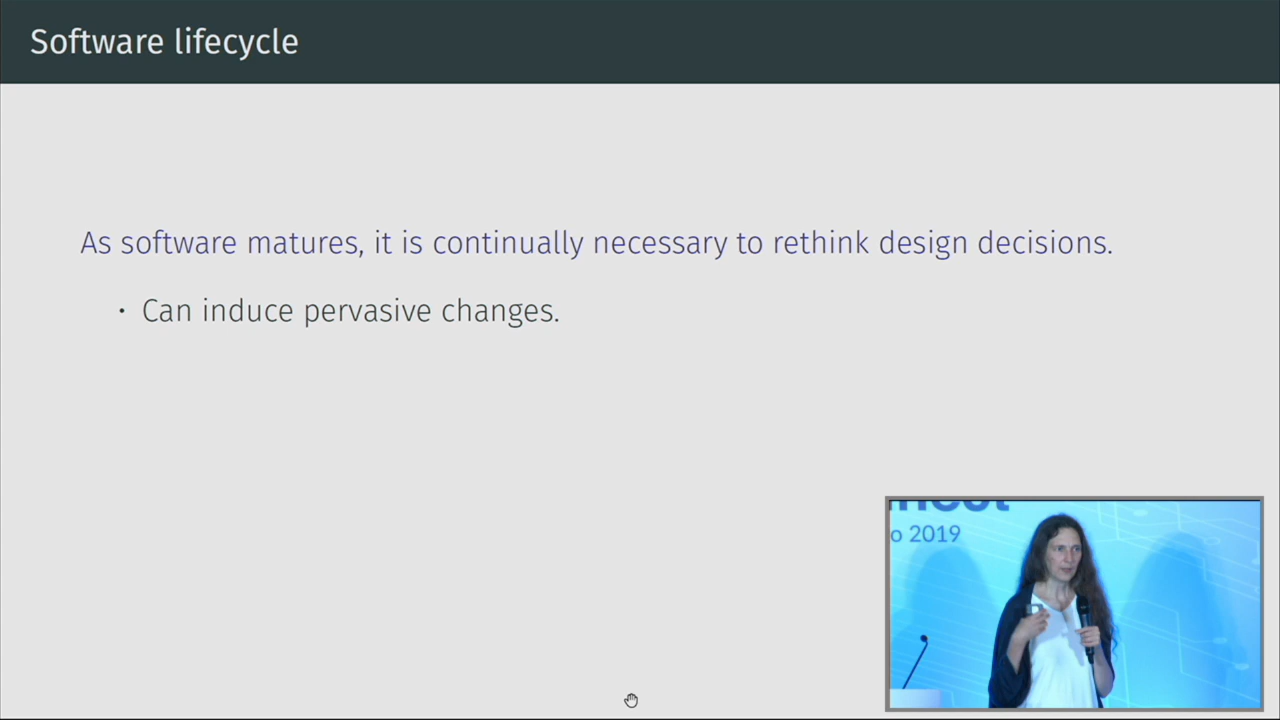 Software lifecycle
As software matures, it is continually necessary to rethink design decisions.
• Can induce pervasive changes.
o 2019